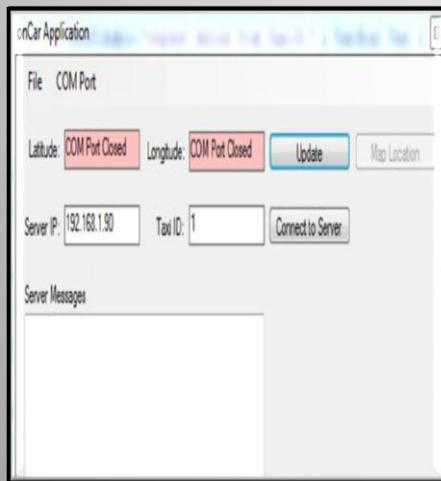 onCar Application
File COM Port
Latitude: COM Port Closed Longitude: COM Port Closed Update Map Location
Server IP: 192.168.1.90 Taxi ID: 1 Connect to Server
Server Messages